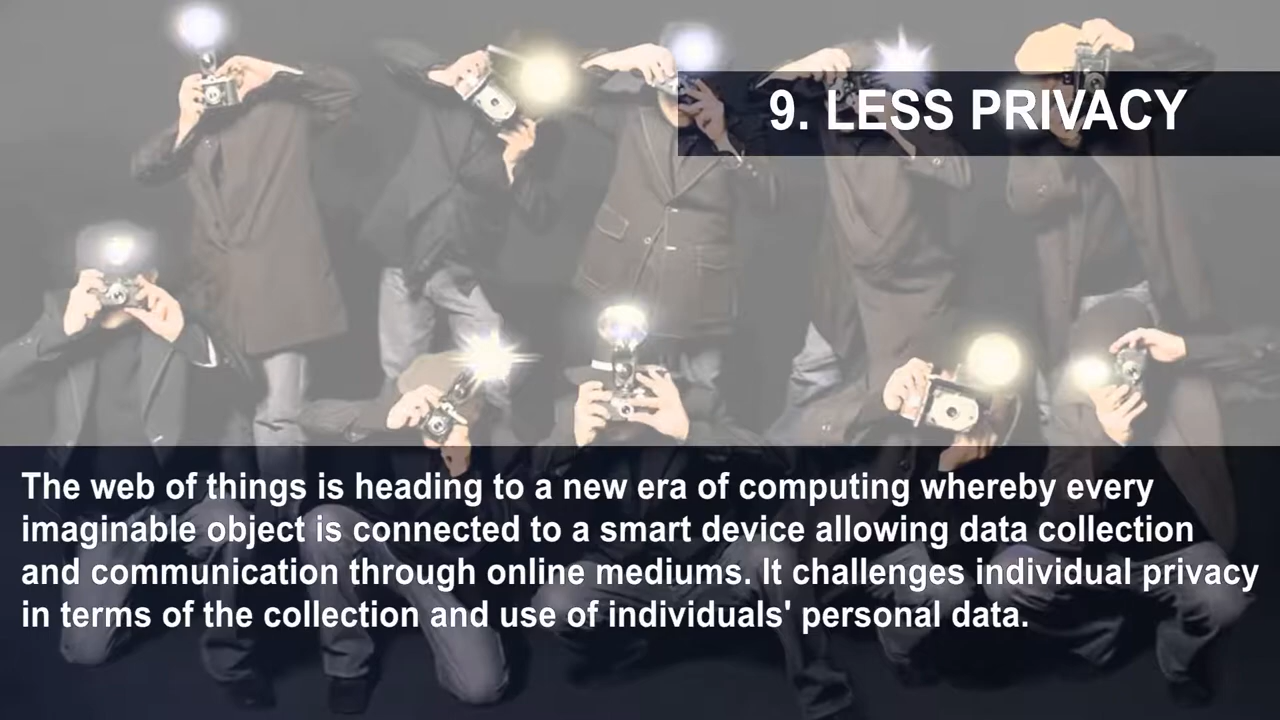 9. LESS PRIVACY
The web of things is heading to a new era of computing whereby every
imaginable object is connected to a smart device allowing data collection
and communication through online mediums. It challenges individual privacy
in terms of the collection and use of individuals' personal data.